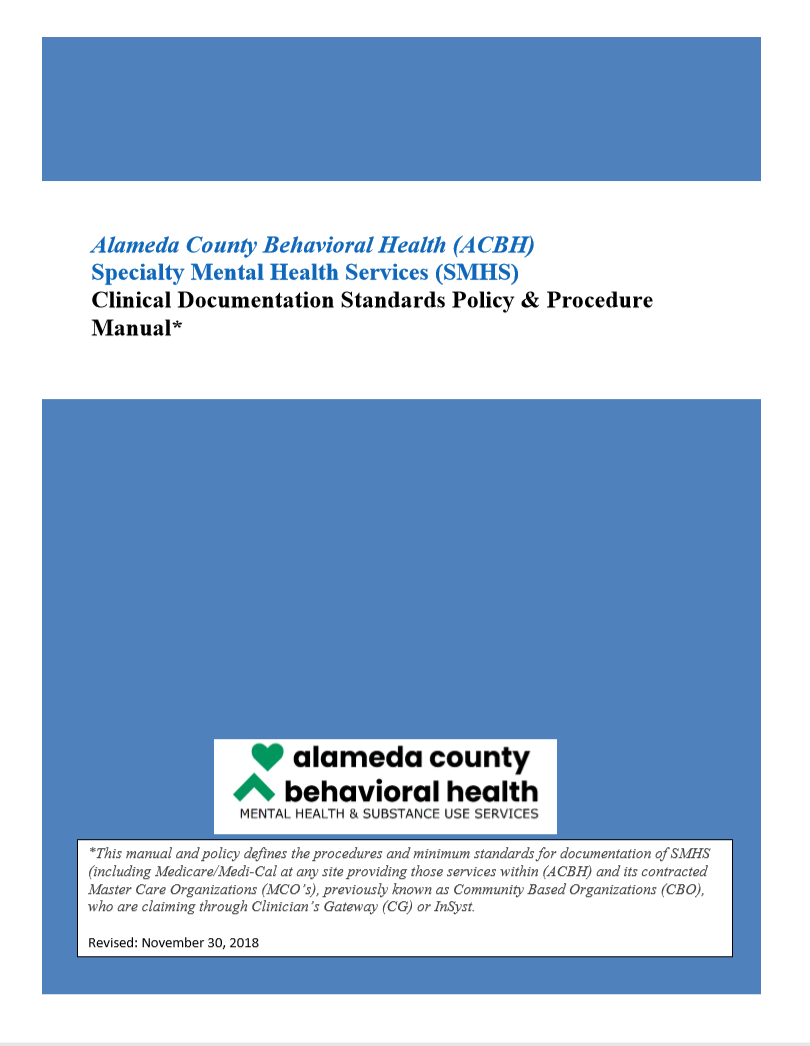 Alameda County Behavioral Health (ACBH)
Specialty Mental Health Services (SMHS)
Clinical Documentation Standards Policy & Procedure
Manual*
alameda county
behavioral health
MENTAL HEALTH & SUBSTANCE USE SERVICES
*This manual and policy defines the procedures and minimum standards for documentation of SMHS
(including Medicare/Medi-Cal at any site providing those services within (ACBH) and its contracted
Master Care Organizations (MCO's), previously known as Community Based Organizations (CBO),
who are claiming through Clinician's Gateway (CG) or InSyst.
Revised: November 30, 2018